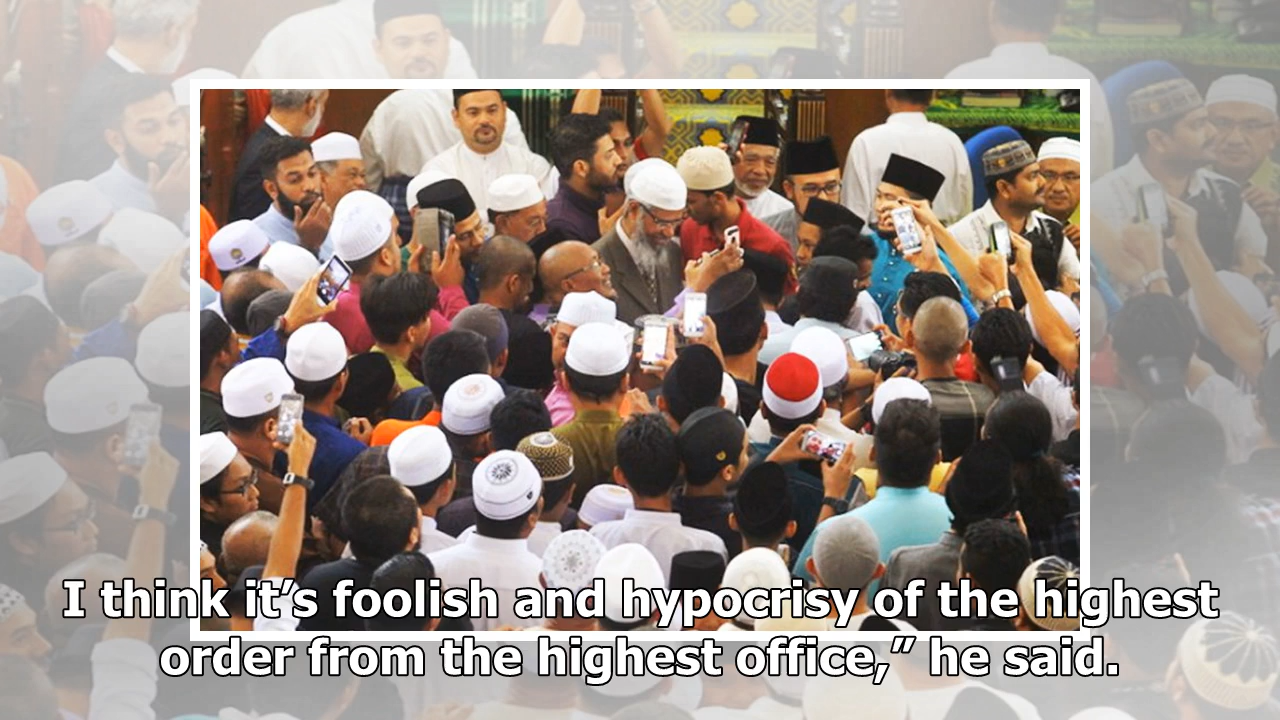 I think it’s foolish and hypocrisy of the highest
order from the highest office,” he said.